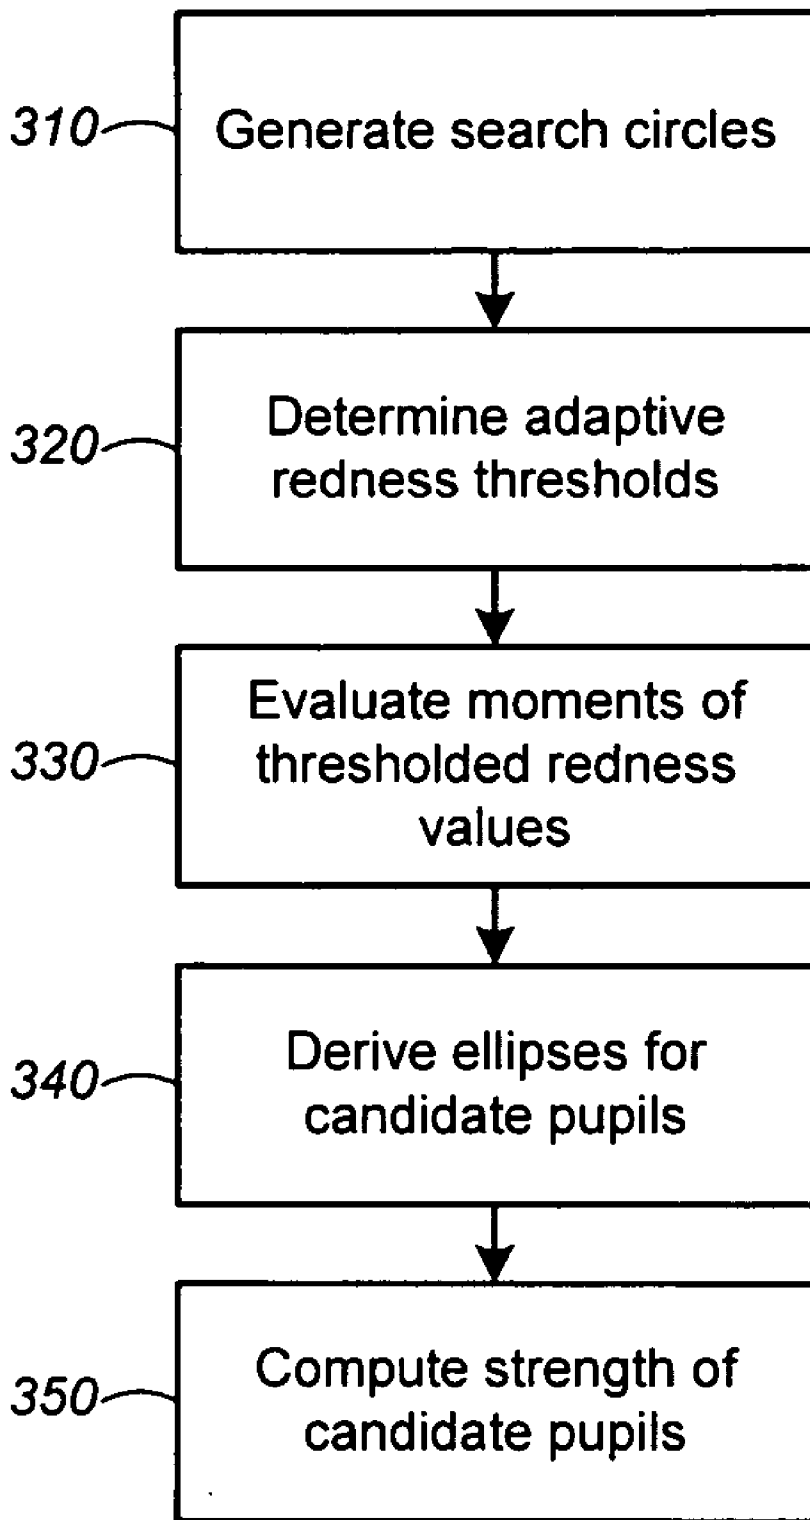 310
Generate search circles
320
Determine adaptive
redness thresholds
330
Evaluate moments of
thresholded redness
values
340
Derive ellipses for
candidate pupils
350
Compute strength of
candidate pupils